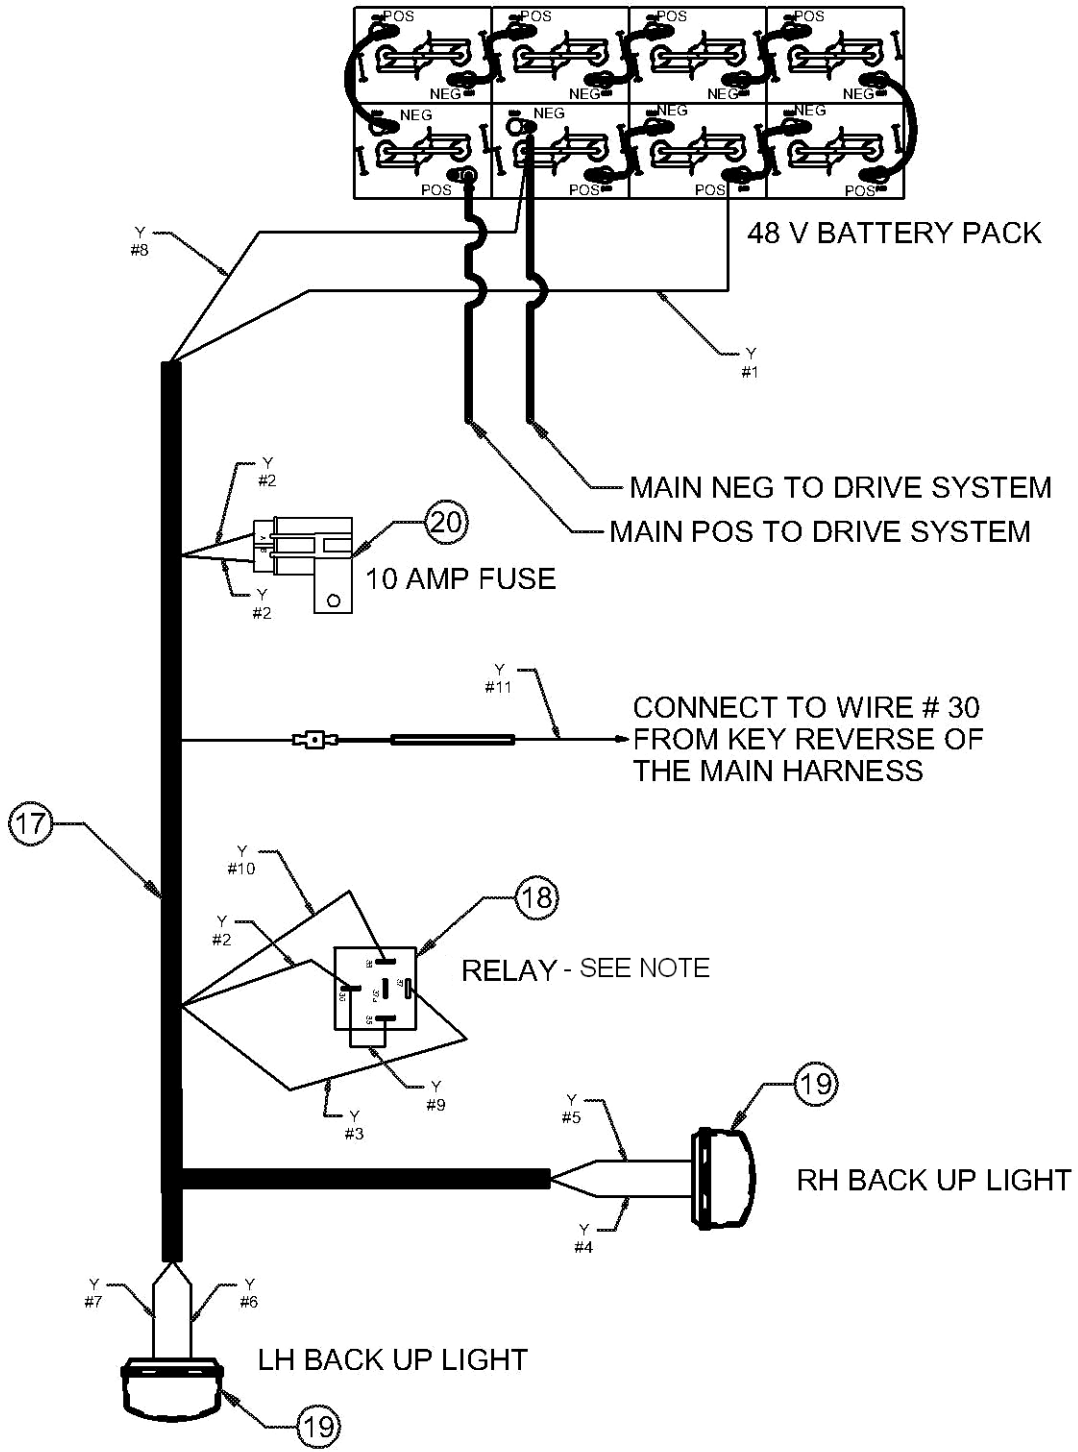 POS POS POS POS
NEG NEG NEG NEG
NEG NEG NEG NEG
POS POS POS POS
48 V BATTERY PACK
Y
#8
Y
#1
MAIN NEG TO DRIVE SYSTEM
MAIN POS TO DRIVE SYSTEM
Y
#2
20
10 AMP FUSE
Y
#2
Y
#11
CONNECT TO WIRE # 30
FROM KEY REVERSE OF
THE MAIN HARNESS
17
Y
#10
18
Y
#2
RELAY - SEE NOTE
30
87
85
Y
#9
Y
#3
19
Y
#5
RH BACK UP LIGHT
Y
#4
Y
#7
Y
#6
LH BACK UP LIGHT
19